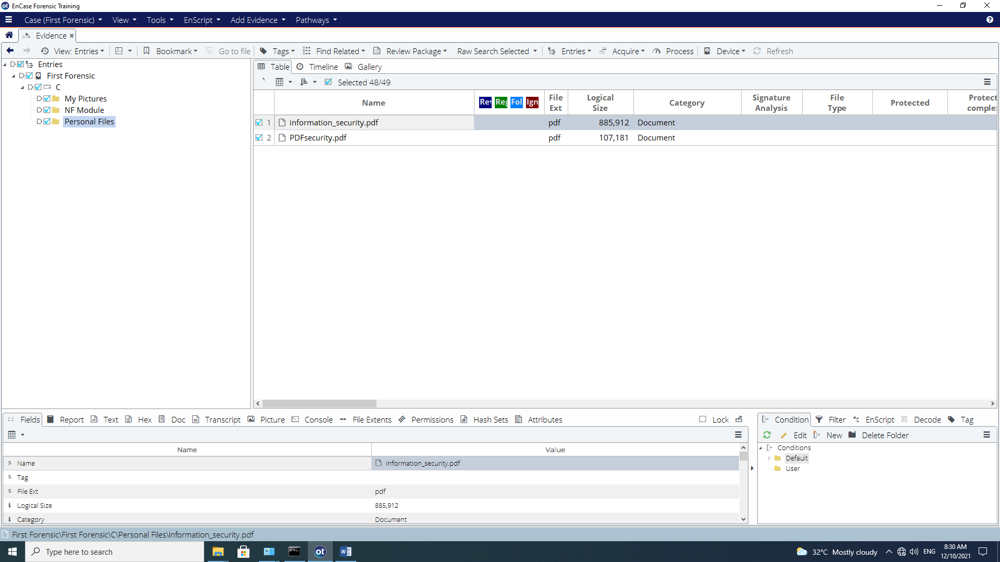 EnCase Forensic Training
Case (First Forensic) View Tools EnScript Add Evidence Pathways
Evidence
View: Entries Bookmark Go to file Tags Find Related Review Package Raw Search Selected Entries Acquire Process Device Refresh
Entries
First Forensic
C
My Pictures
NF Module
Personal Files
Table Timeline Gallery
Selected 48/49
Name Rev Rep Fol Ign File Ext Logical Size Category Signature Analysis File Type Protected Protect comple
1 information_security.pdf pdf 885,912 Document
2 PDFsecurity.pdf pdf 107,181 Document
Fields Report Text Hex Doc Transcript Picture Console File Extents Permissions Hash Sets Attributes Lock
Name Value
Name information_security.pdf
Tag
File Ext pdf
Logical Size 885,912
Category Document
Condition Filter EnScript Decode Tag
Edit New Delete Folder
Conditions
Default
User
First Forensic\First Forensic\C\Personal Files\information_security.pdf
Type here to search
32°C Mostly cloudy ENG 8:30 AM
12/10/2021